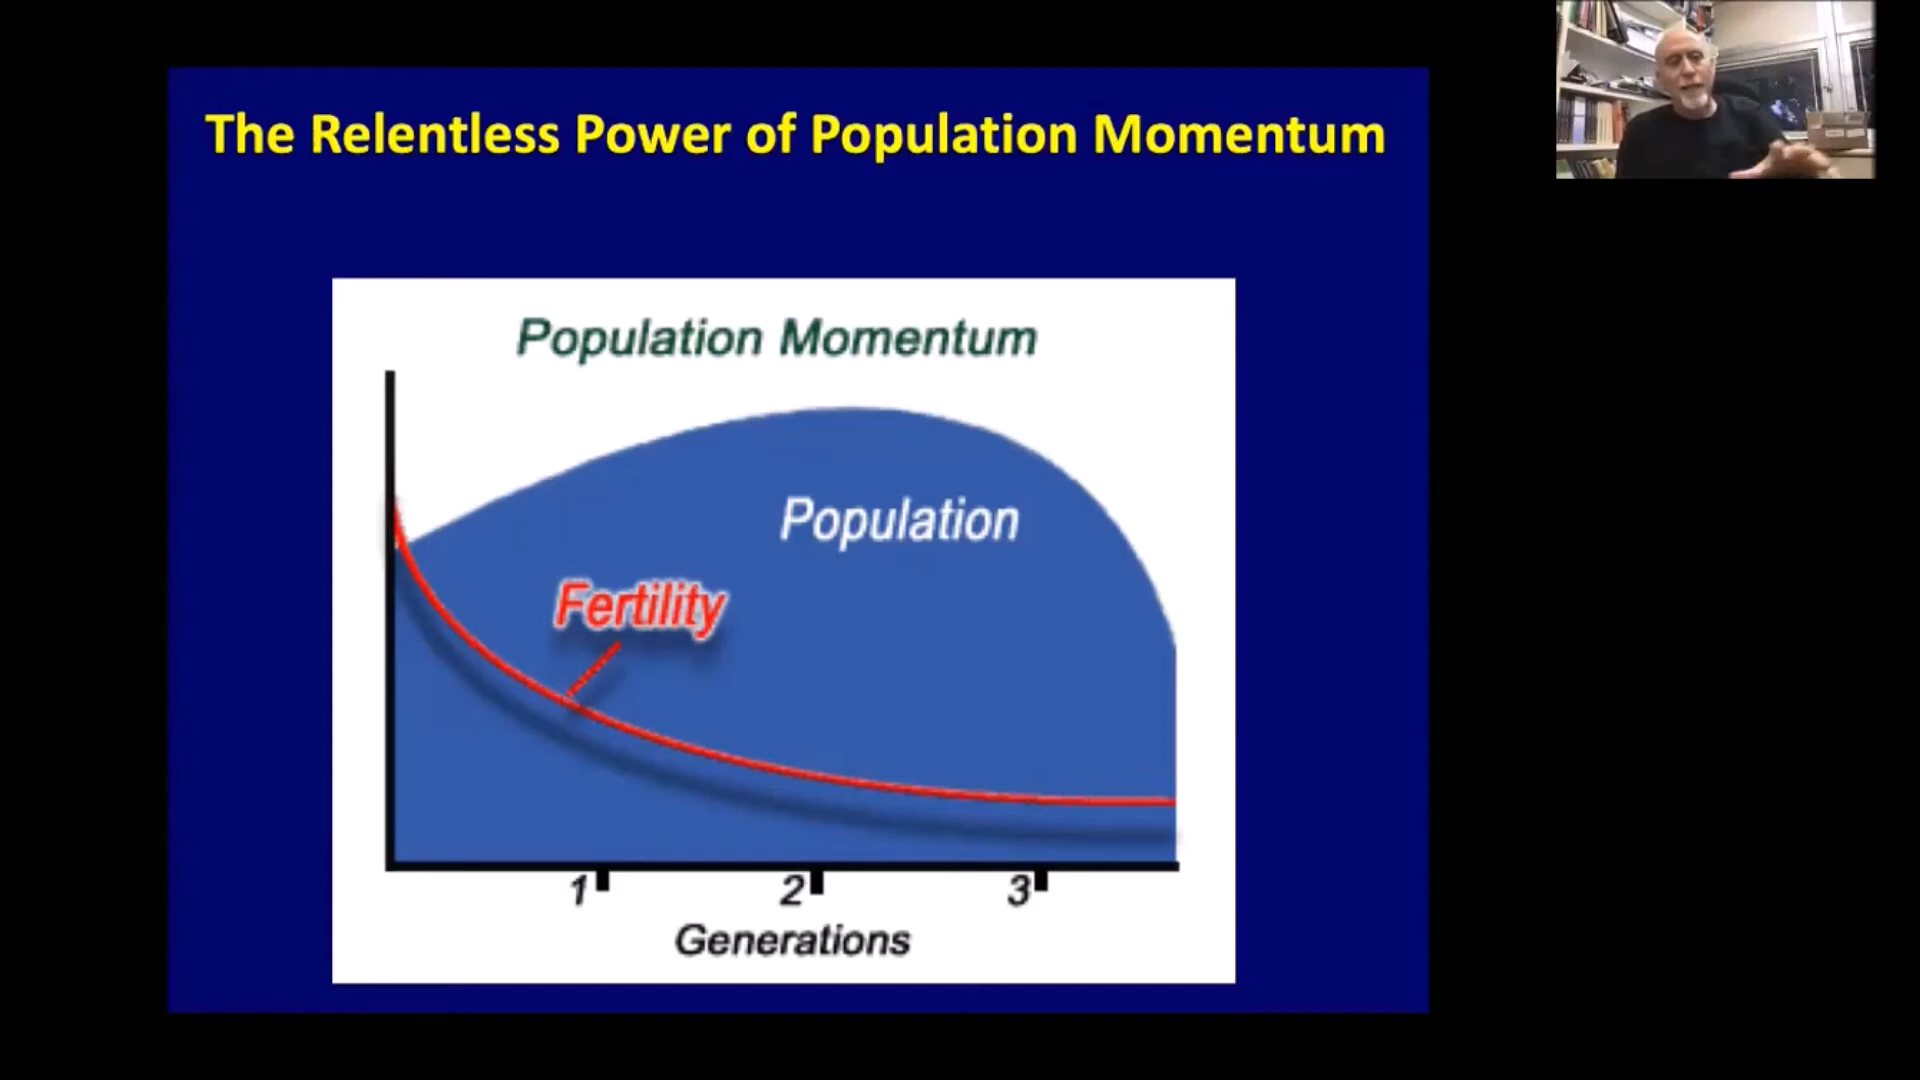 The Relentless Power of Population Momentum
Population Momentum
Population
Fertility
1
2
3
Generations